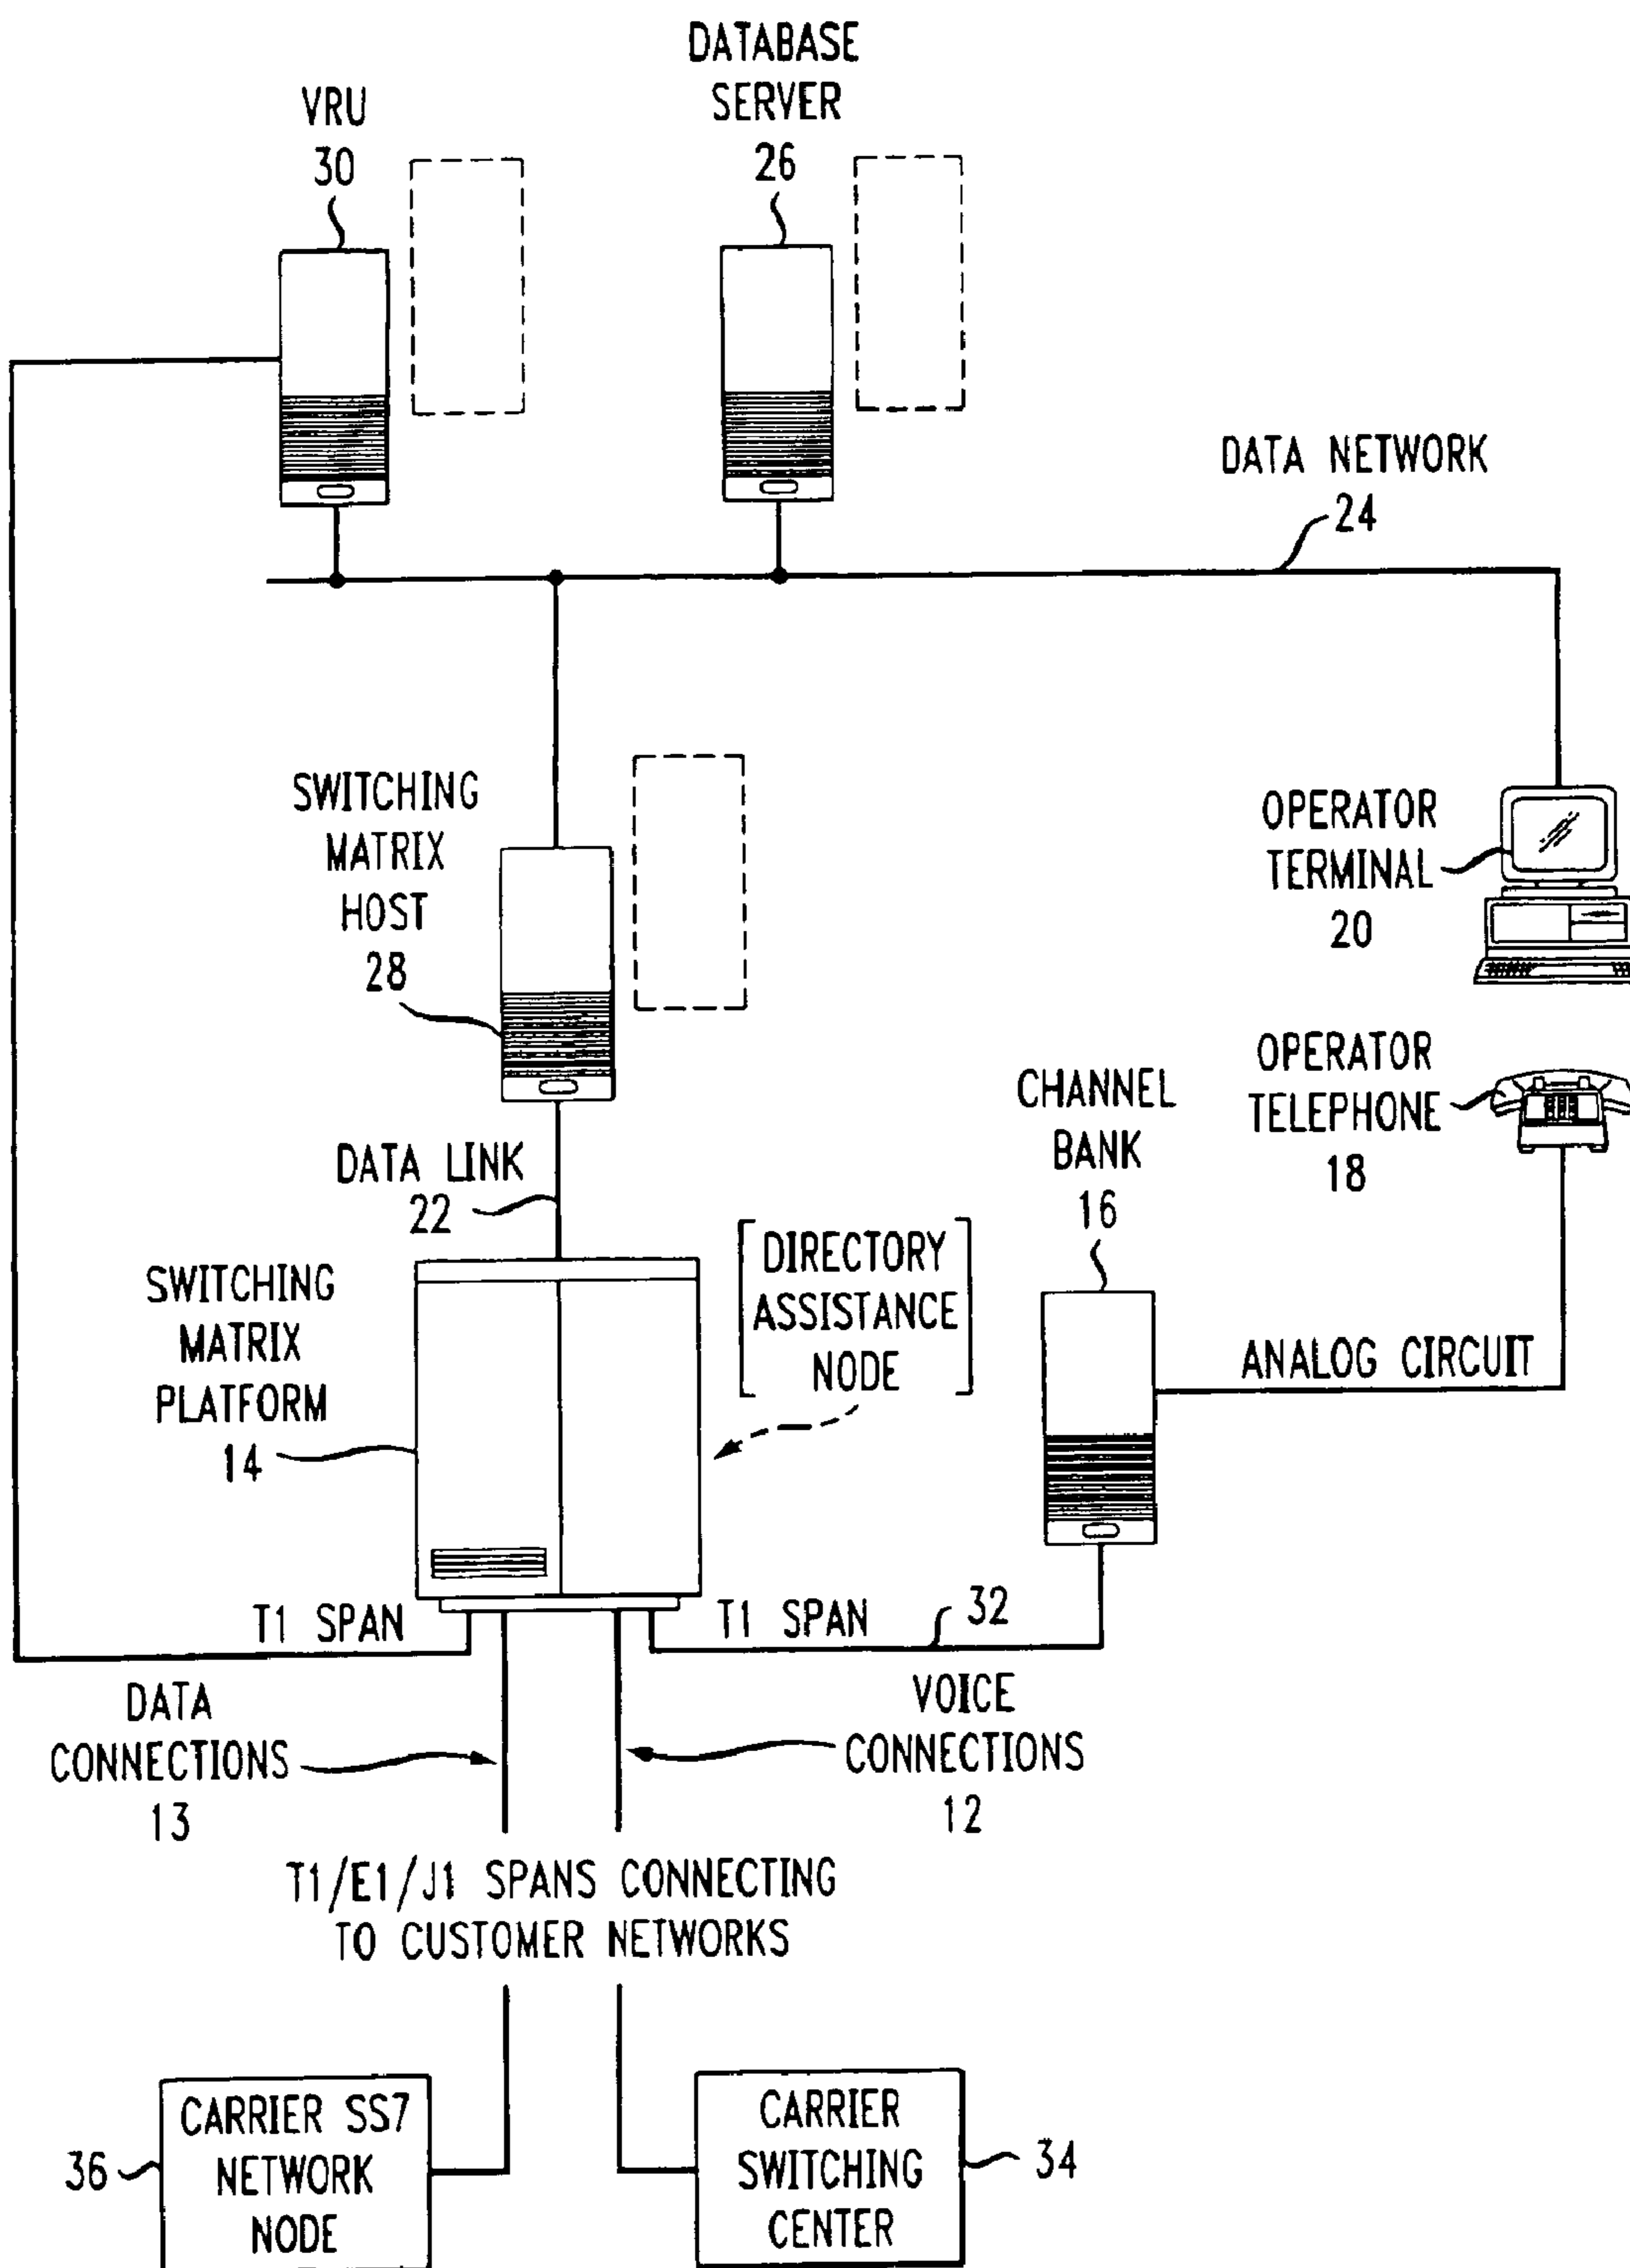 DATABASE
SERVER
26
VRU
30
DATA NETWORK
24
SWITCHING
MATRIX
HOST
28
OPERATOR
TERMINAL
20
OPERATOR
TELEPHONE
18
CHANNEL
BANK
16
DATA LINK
22
DIRECTORY
ASSISTANCE
NODE
SWITCHING
MATRIX
PLATFORM
14
ANALOG CIRCUIT
T1 SPAN
T1 SPAN
32
DATA
CONNECTIONS
13
VOICE
CONNECTIONS
12
T1/E1/J1 SPANS CONNECTING
TO CUSTOMER NETWORKS
CARRIER SS7
NETWORK
NODE
36
CARRIER
SWITCHING
CENTER
34